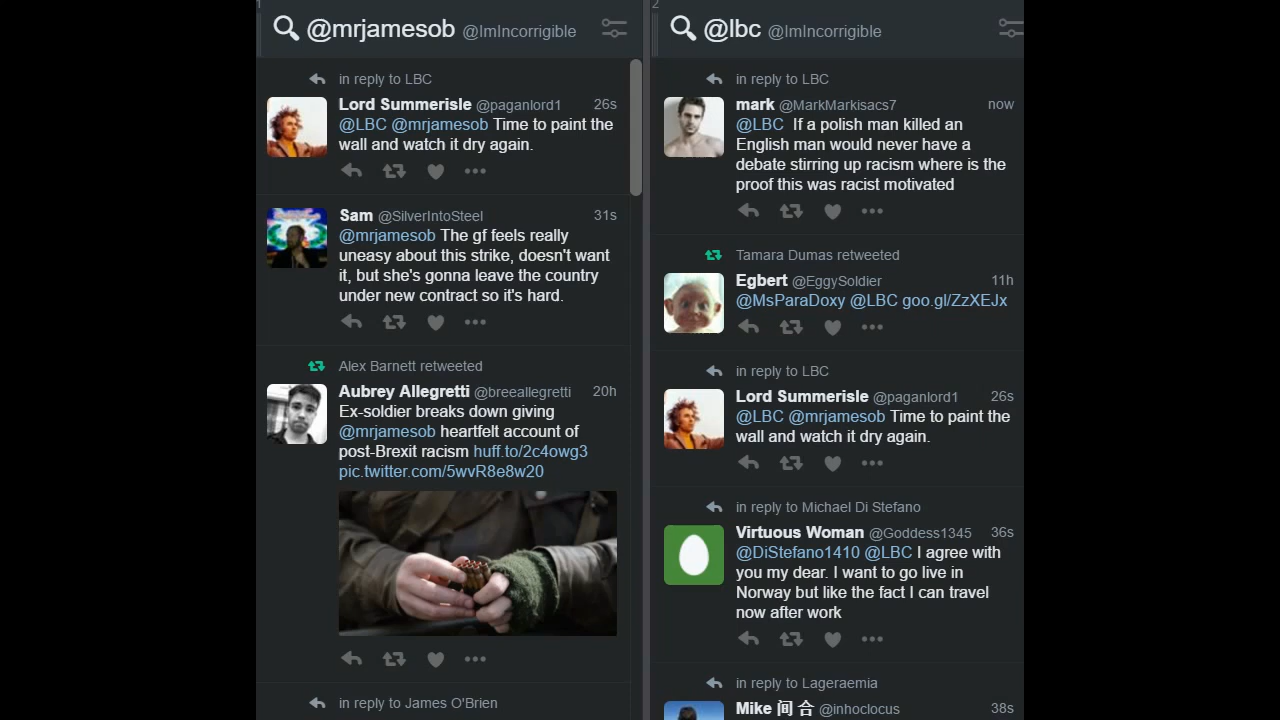 1
@mrjamesob @ImIncorrigible
in reply to LBC
Lord Summerisle @paganlord1 26s
@LBC @mrjamesob Time to paint the
wall and watch it dry again.
Sam @SilverIntoSteel 31s
@mrjamesob The gf feels really
uneasy about this strike, doesn't want
it, but she's gonna leave the country
under new contract so it's hard.
Alex Barnett retweeted
Aubrey Allegretti @breeallegretti 20h
Ex-soldier breaks down giving
@mrjamesob heartfelt account of
post-Brexit racism huff.to/2c4owg3
pic.twitter.com/5wvR8e8w20
in reply to James O'Brien
2
@lbc @ImIncorrigible
in reply to LBC
mark @MarkMarkisacs7 now
@LBC If a polish man killed an
English man would never have a
debate stirring up racism where is the
proof this was racist motivated
Tamara Dumas retweeted
Egbert @EggySoldier 11h
@MsParaDoxy @LBC goo.gl/ZzXEJx
in reply to LBC
Lord Summerisle @paganlord1 26s
@LBC @mrjamesob Time to paint the
wall and watch it dry again.
in reply to Michael Di Stefano
Virtuous Woman @Goddess1345 36s
@DiStefano1410 @LBC I agree with
you my dear. I want to go live in
Norway but like the fact I can travel
now after work
in reply to Lageraemia
Mike 间 合 @inhoclocus 38s